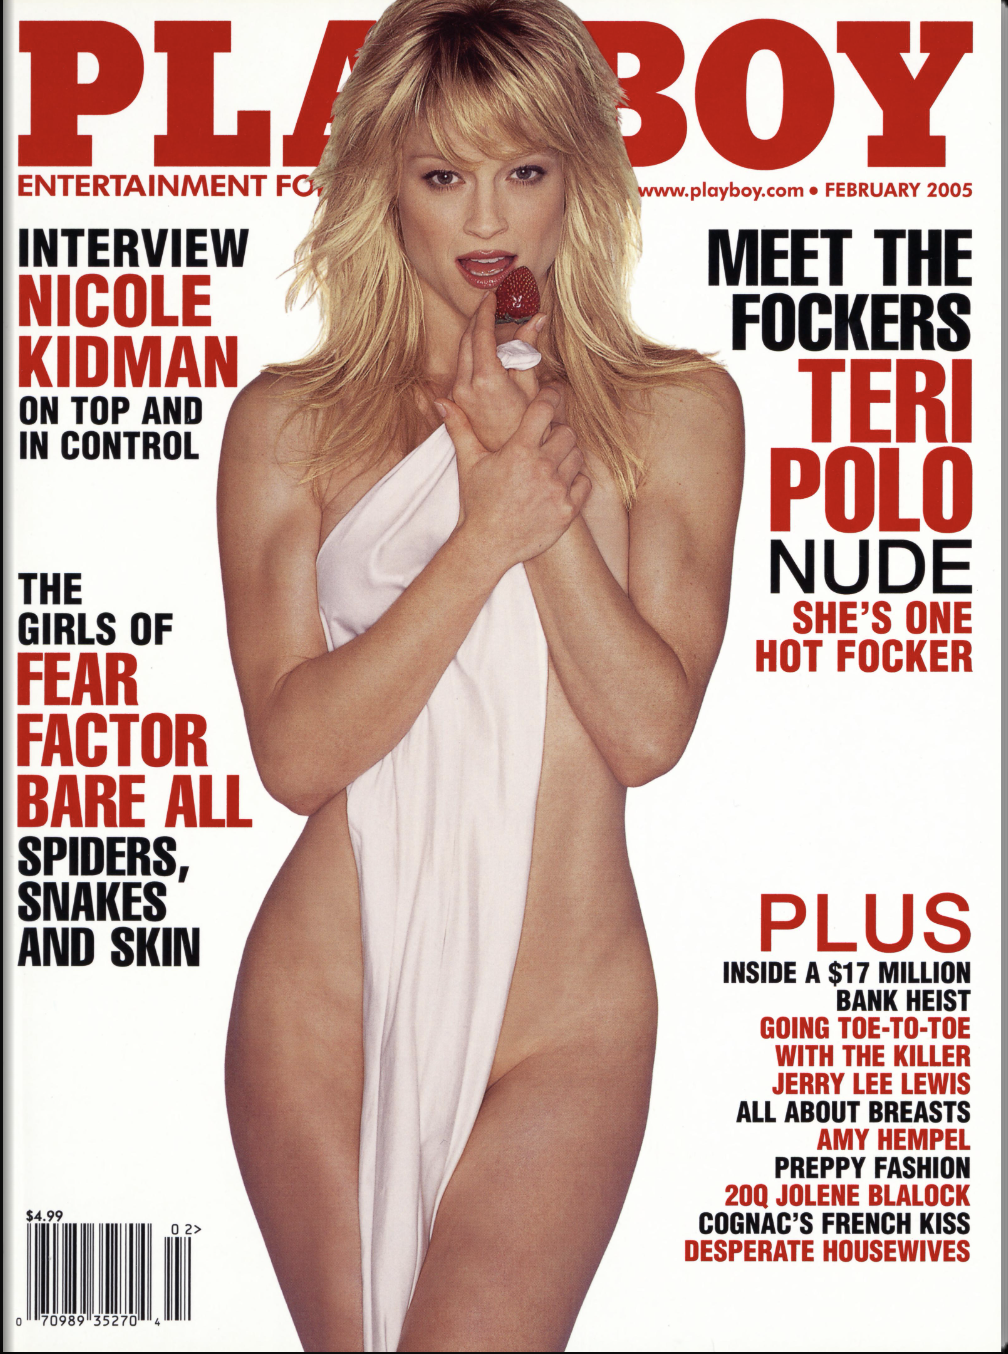 PLAYBOY
ENTERTAINMENT FO
www.playboy.com • FEBRUARY 2005
INTERVIEW
NICOLE
KIDMAN
ON TOP AND
IN CONTROL
THE
GIRLS OF
FEAR
FACTOR
BARE ALL
SPIDERS,
SNAKES
AND SKIN
MEET THE
FOCKERS
TERI
POLO
NUDE
SHE'S ONE
HOT FOCKER
PLUS
INSIDE A $17 MILLION
BANK HEIST
GOING TOE-TO-TOE
WITH THE KILLER
JERRY LEE LEWIS
ALL ABOUT BREASTS
AMY HEMPEL
PREPPY FASHION
20Q JOLENE BLALOCK
COGNAC'S FRENCH KISS
DESPERATE HOUSEWIVES
$4.99
0 2>
0 70989 35270 4